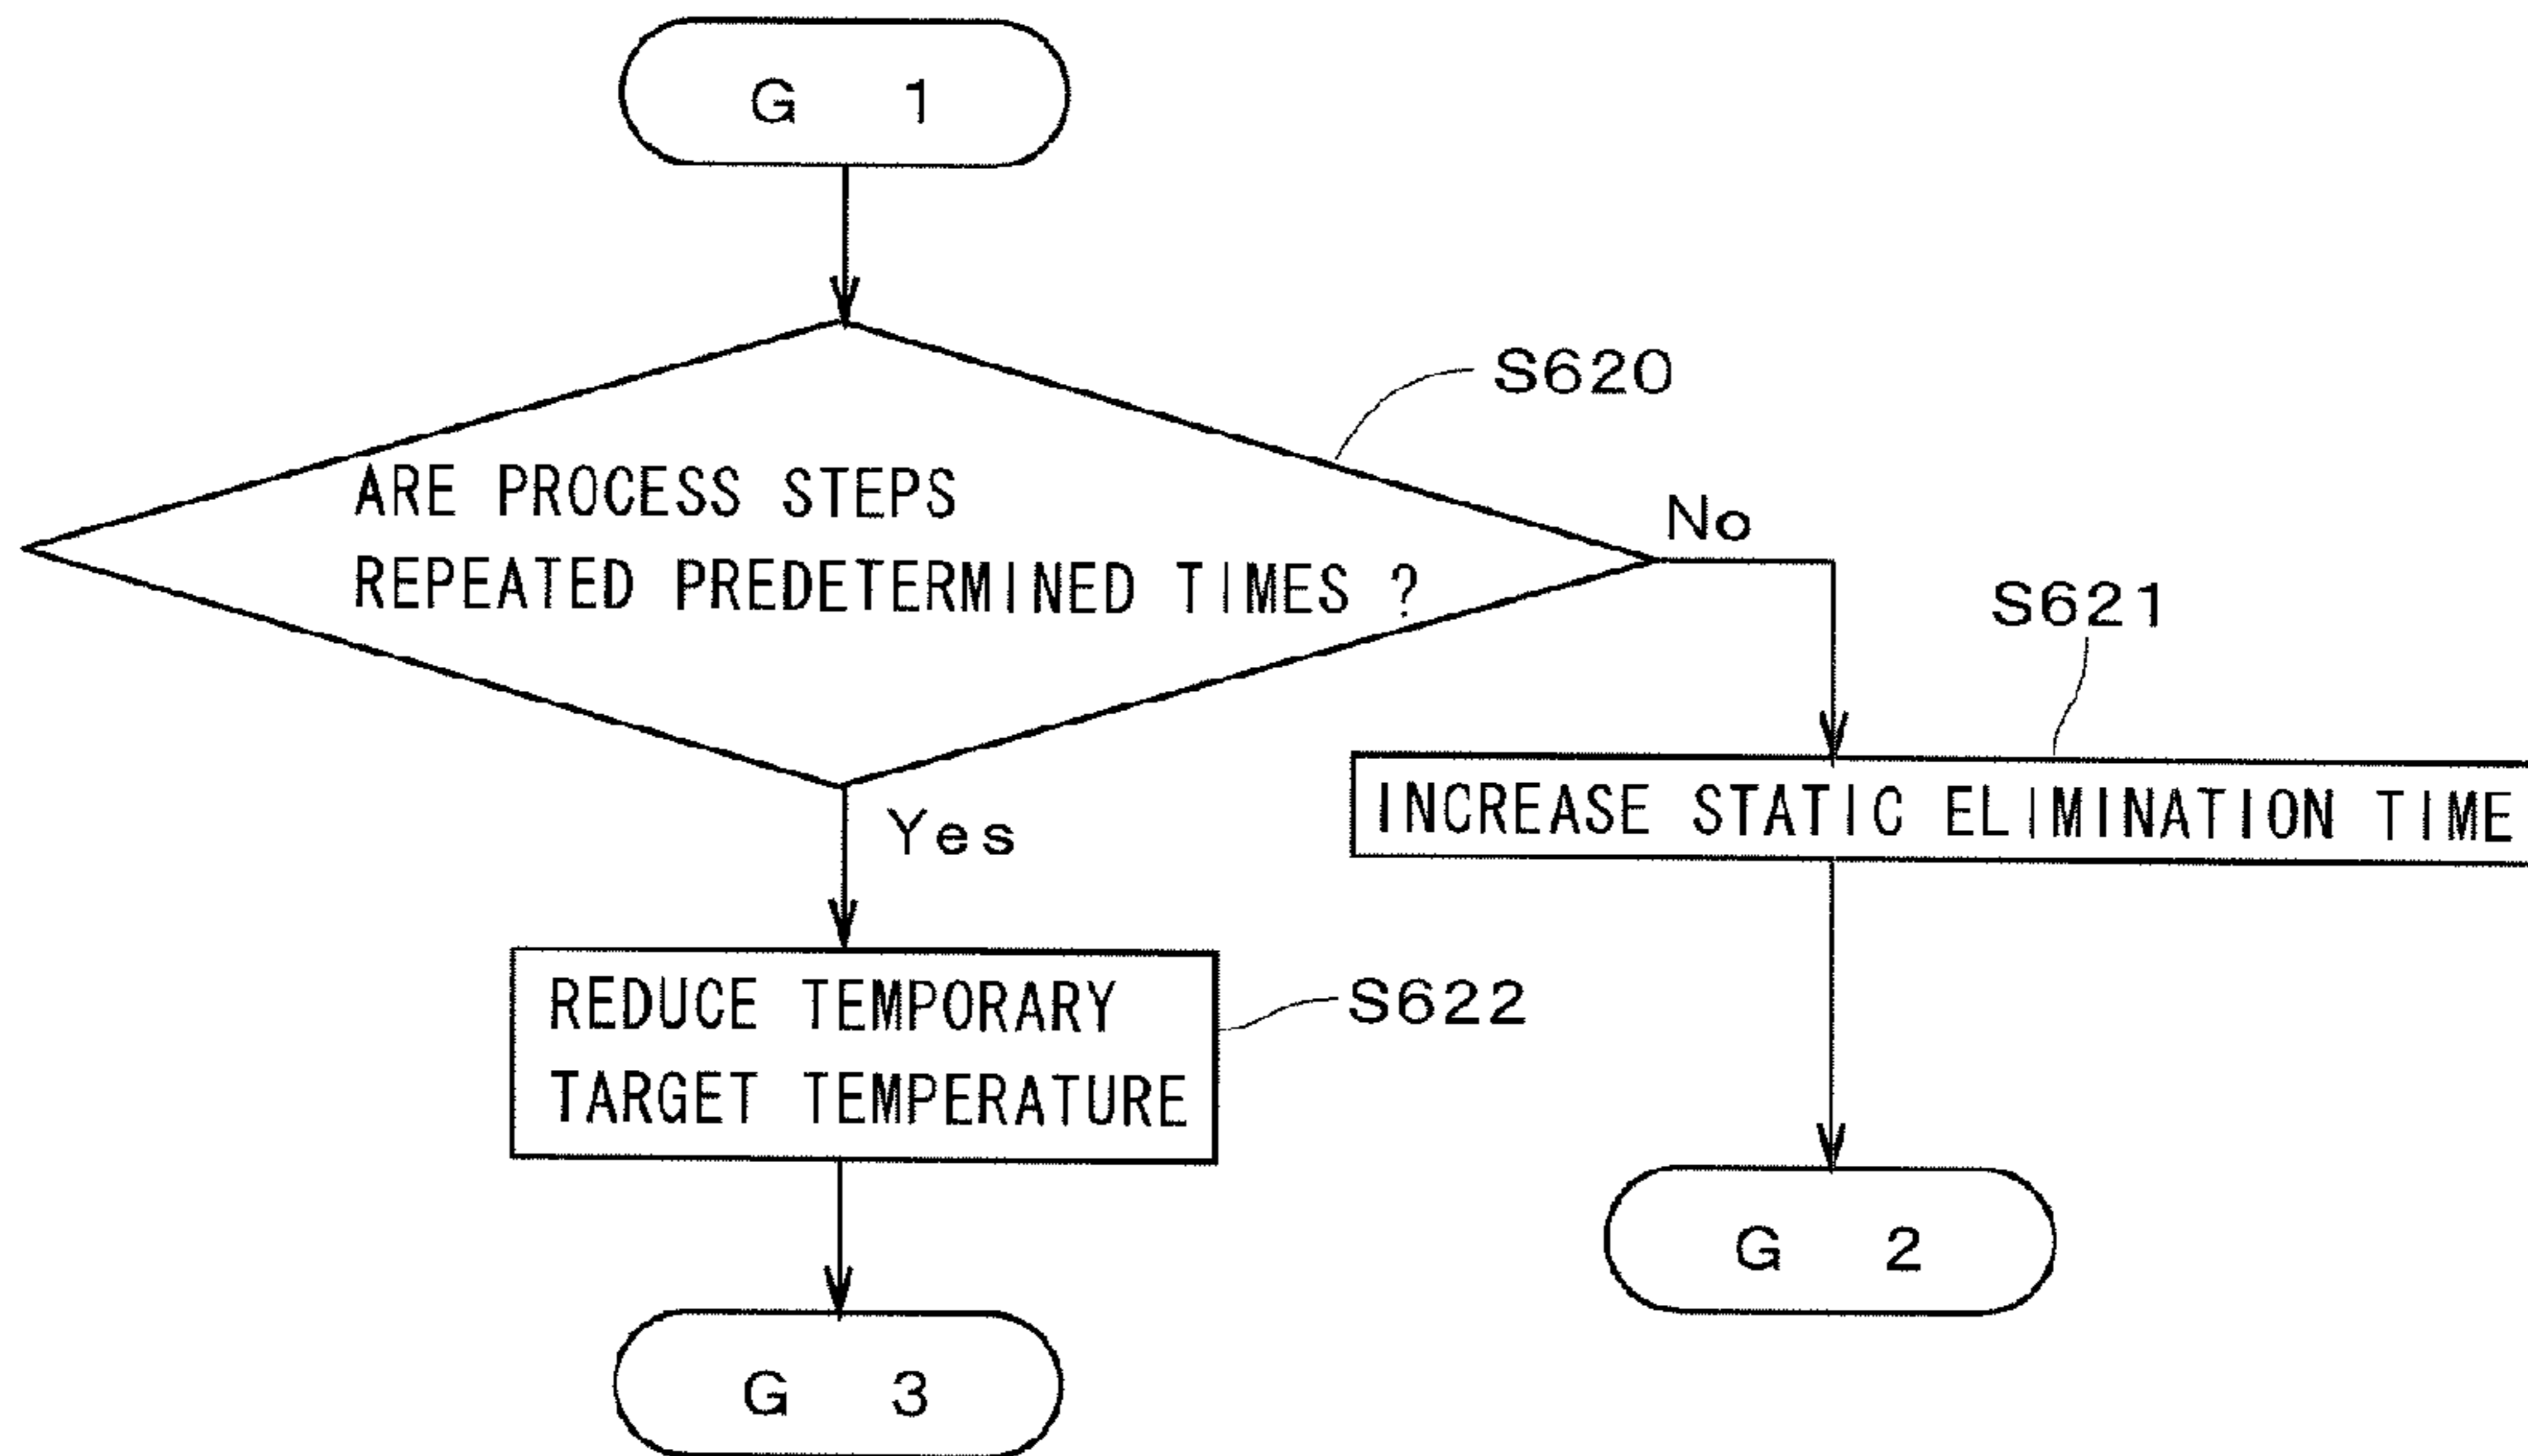 G 1
S620
ARE PROCESS STEPS
REPEATED PREDETERMINED TIMES ?
No
S621
INCREASE STATIC ELIMINATION TIME
Yes
REDUCE TEMPORARY
TARGET TEMPERATURE
S622
G 2
G 3